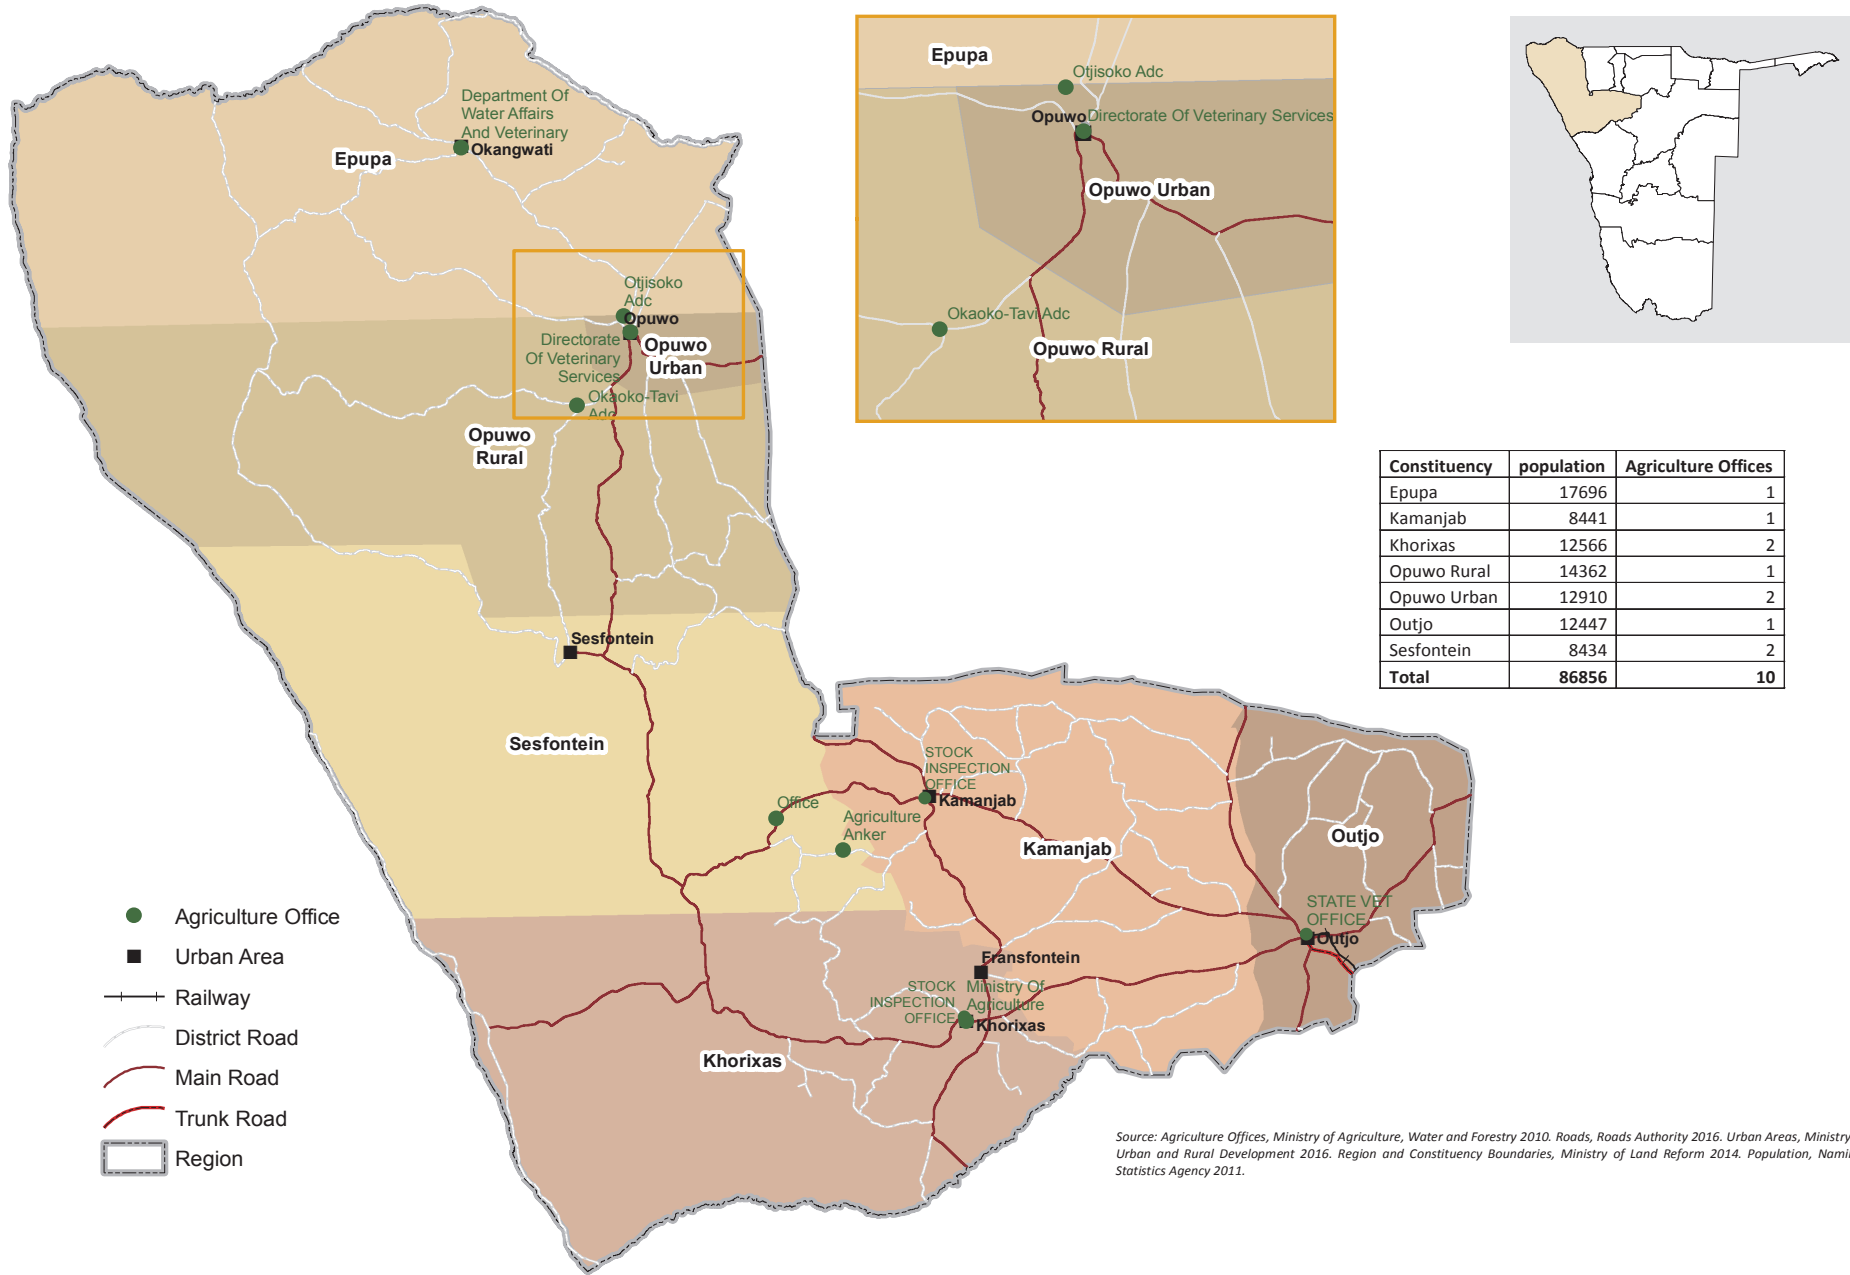 Department Of
Water Affairs
And Veterinary
Okangwati
Epupa
Otjisoko
Adc
Opuwo
Directorate
Of Veterinary
Services
Opuwo
Urban
Okaoko-Tavi
Adc
Opuwo
Rural
Sesfontein
Sesfontein
Office
Agriculture
Anker
STOCK
INSPECTION
OFFICE
Kamanjab
Kamanjab
Outjo
STATE VET
OFFICE
Outjo
Fransfontein
STOCK
INSPECTION
OFFICE
Ministry Of
Agriculture
Khorixas
Khorixas
Epupa
Otjisoko Adc
Opuwo
Directorate Of Veterinary Services
Opuwo Urban
Okaoko-Tavi Adc
Opuwo Rural
Constituency population Agriculture Offices
Epupa 17696 1
Kamanjab 8441 1
Khorixas 12566 2
Opuwo Rural 14362 1
Opuwo Urban 12910 2
Outjo 12447 1
Sesfontein 8434 2
Total 86856 10
Agriculture Office
Urban Area
Railway
District Road
Main Road
Trunk Road
Region
Source: Agriculture Offices, Ministry of Agriculture, Water and Forestry 2010. Roads, Roads Authority 2016. Urban Areas, Ministry
Urban and Rural Development 2016. Region and Constituency Boundaries, Ministry of Land Reform 2014. Population, Nami
Statistics Agency 2011.